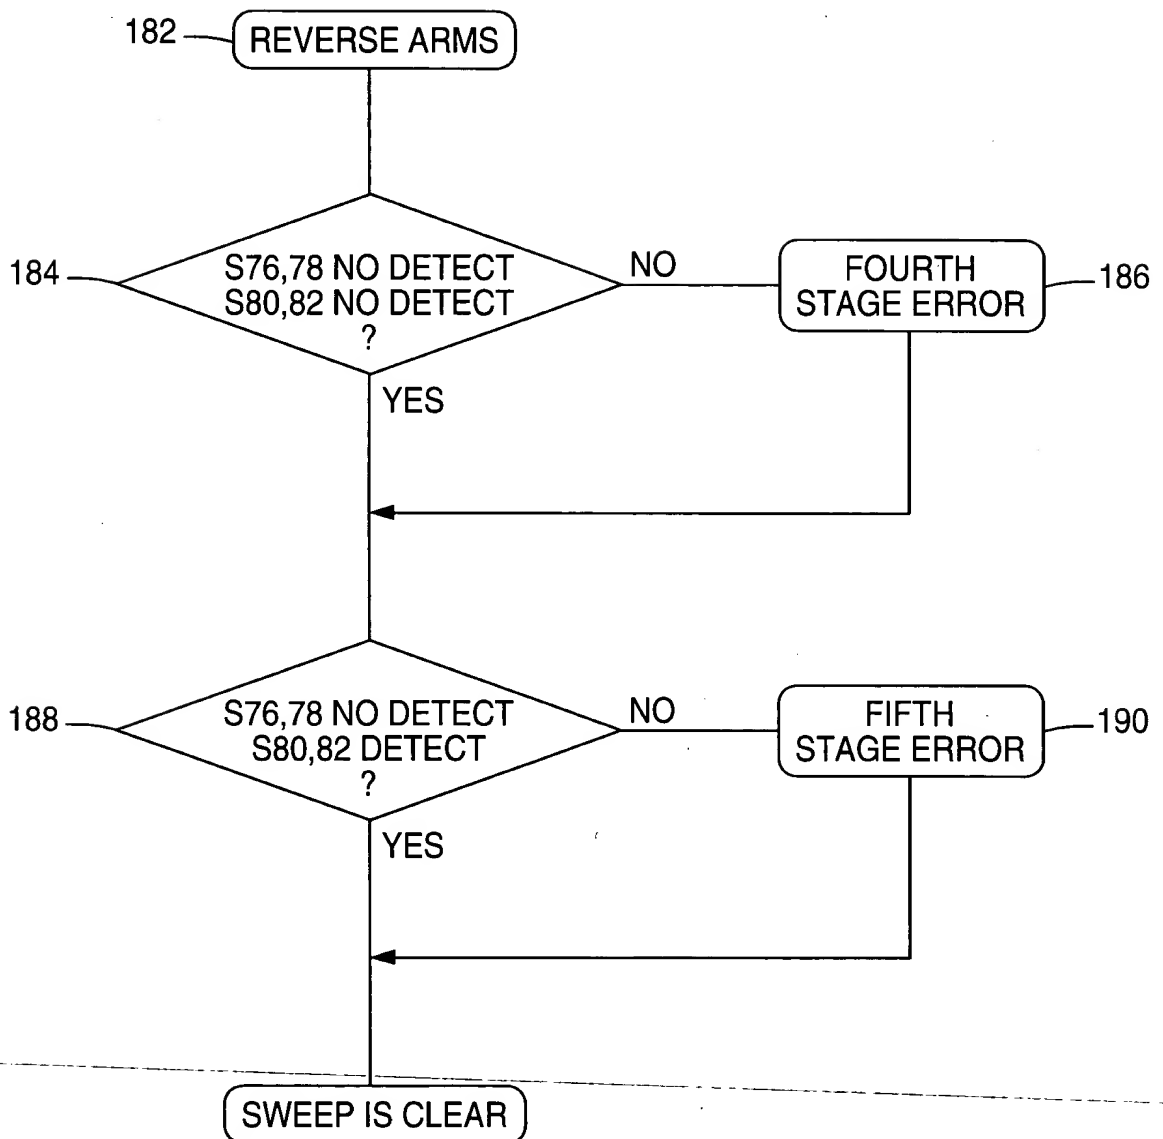 182
REVERSE ARMS
184
S76,78 NO DETECT
S80,82 NO DETECT
?
NO
FOURTH
STAGE ERROR
186
YES
188
S76,78 NO DETECT
S80,82 DETECT
?
NO
FIFTH
STAGE ERROR
190
YES
SWEEP IS CLEAR